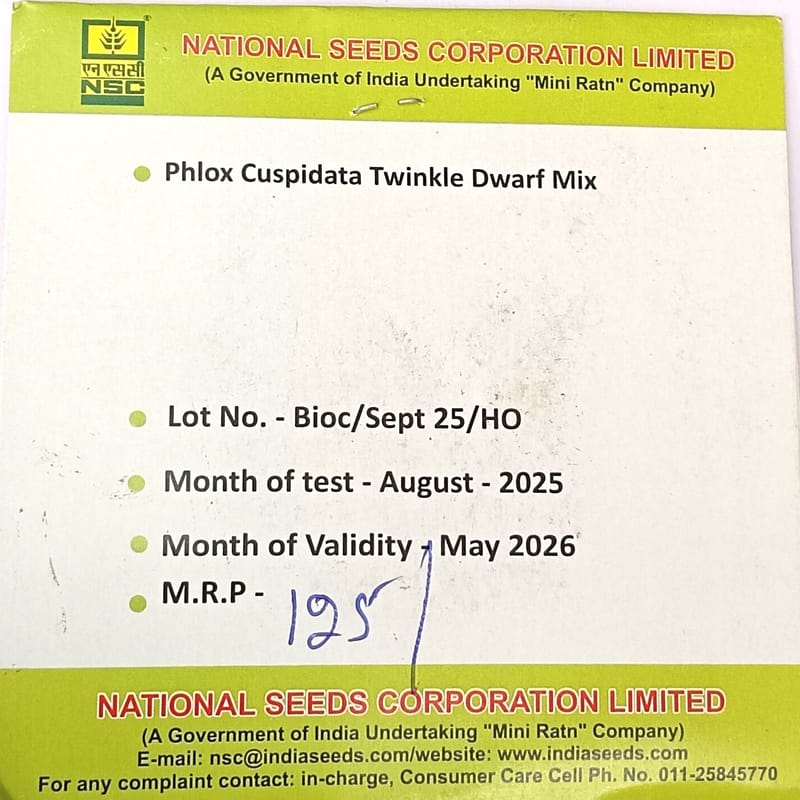 एन एस सी
NSC
NATIONAL SEEDS CORPORATION LIMITED
(A Government of India Undertaking "Mini Ratn" Company)
Phlox Cuspidata Twinkle Dwarf Mix
Lot No. - Bioc/Sept 25/HO
Month of test - August - 2025
Month of Validity - May 2026
M.R.P - 125/
NATIONAL SEEDS CORPORATION LIMITED
(A Government of India Undertaking "Mini Ratn" Company)
E-mail: nsc@indiaseeds.com/website: www.indiaseeds.com
For any complaint contact: in-charge, Consumer Care Cell Ph. No. 011-25845770